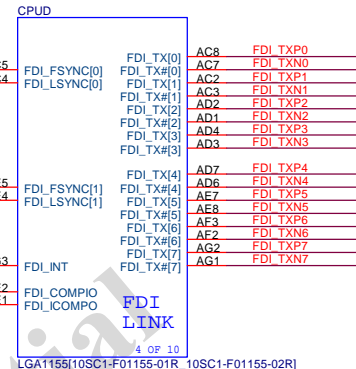 CPUD
FDI_TX[0] AC8 FDI_TXP0
FDI_TX#[0] AC7 FDI_TXN0
FDI_TX[1] AC2 FDI_TXP1
FDI_TX#[1] AC3 FDI_TXN1
FDI_TX[2] AD2 FDI_TXP2
FDI_TX#[2] AD1 FDI_TXN2
FDI_TX[3] AD4 FDI_TXP3
FDI_TX#[3] AD3 FDI_TXN3
FDI_FSYNC[0]
FDI_LSYNC[0]
FDI_TX[4] AD7 FDI_TXP4
FDI_TX#[4] AD6 FDI_TXN4
FDI_TX[5] AE7 FDI_TXP5
FDI_TX#[5] AE8 FDI_TXN5
FDI_TX[6] AF3 FDI_TXP6
FDI_TX#[6] AF2 FDI_TXN6
FDI_TX[7] AG2 FDI_TXP7
FDI_TX#[7] AG1 FDI_TXN7
FDI_FSYNC[1]
FDI_LSYNC[1]
FDI_INT
FDI_COMPIO
FDI_ICOMPO
FDI
LINK
4 OF 10
LGA1155[10SC1-F01155-01R_10SC1-F01155-02R]